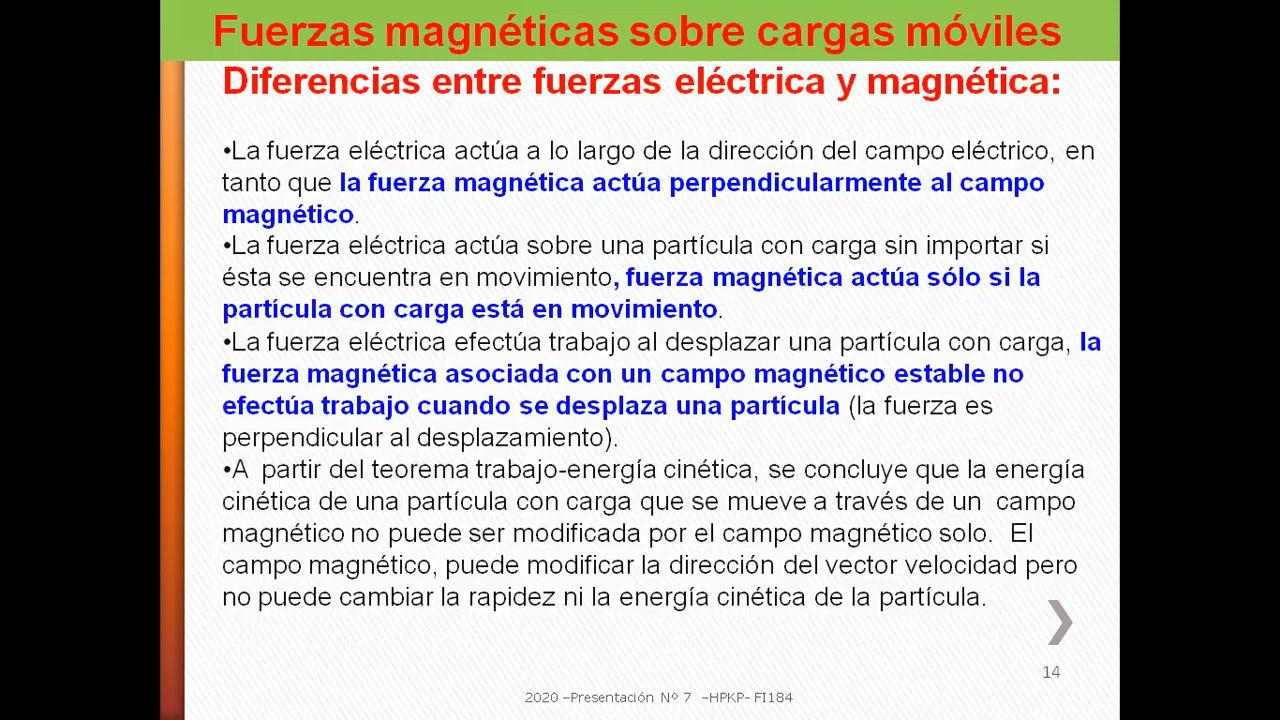 Fuerzas magnéticas sobre cargas móviles
Diferencias entre fuerzas eléctrica y magnética:
•La fuerza eléctrica actúa a lo largo de la dirección del campo eléctrico, en
tanto que la fuerza magnética actúa perpendicularmente al campo
magnético.
•La fuerza eléctrica actúa sobre una partícula con carga sin importar si
ésta se encuentra en movimiento, fuerza magnética actúa sólo si la
partícula con carga está en movimiento.
•La fuerza eléctrica efectúa trabajo al desplazar una partícula con carga, la
fuerza magnética asociada con un campo magnético estable no
efectúa trabajo cuando se desplaza una partícula (la fuerza es
perpendicular al desplazamiento).
•A partir del teorema trabajo-energía cinética, se concluye que la energía
cinética de una partícula con carga que se mueve a través de un campo
magnético no puede ser modificada por el campo magnético solo. El
campo magnético, puede modificar la dirección del vector velocidad pero
no puede cambiar la rapidez ni la energía cinética de la partícula.
14
2020 –Presentación Nº 7 –HPKP- FI184